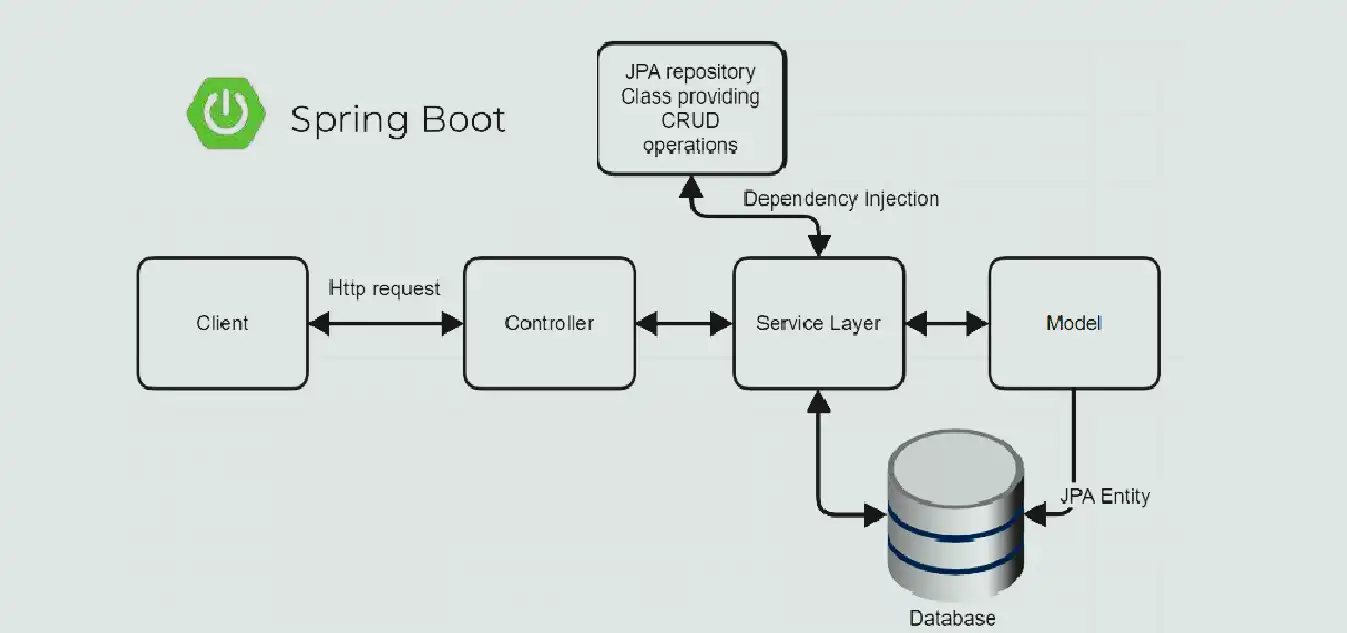 Spring Boot
JPA repository
Class providing
CRUD
operations
Dependency Injection
Http request
Client
Controller
Service Layer
Model
JPA Entity
Database